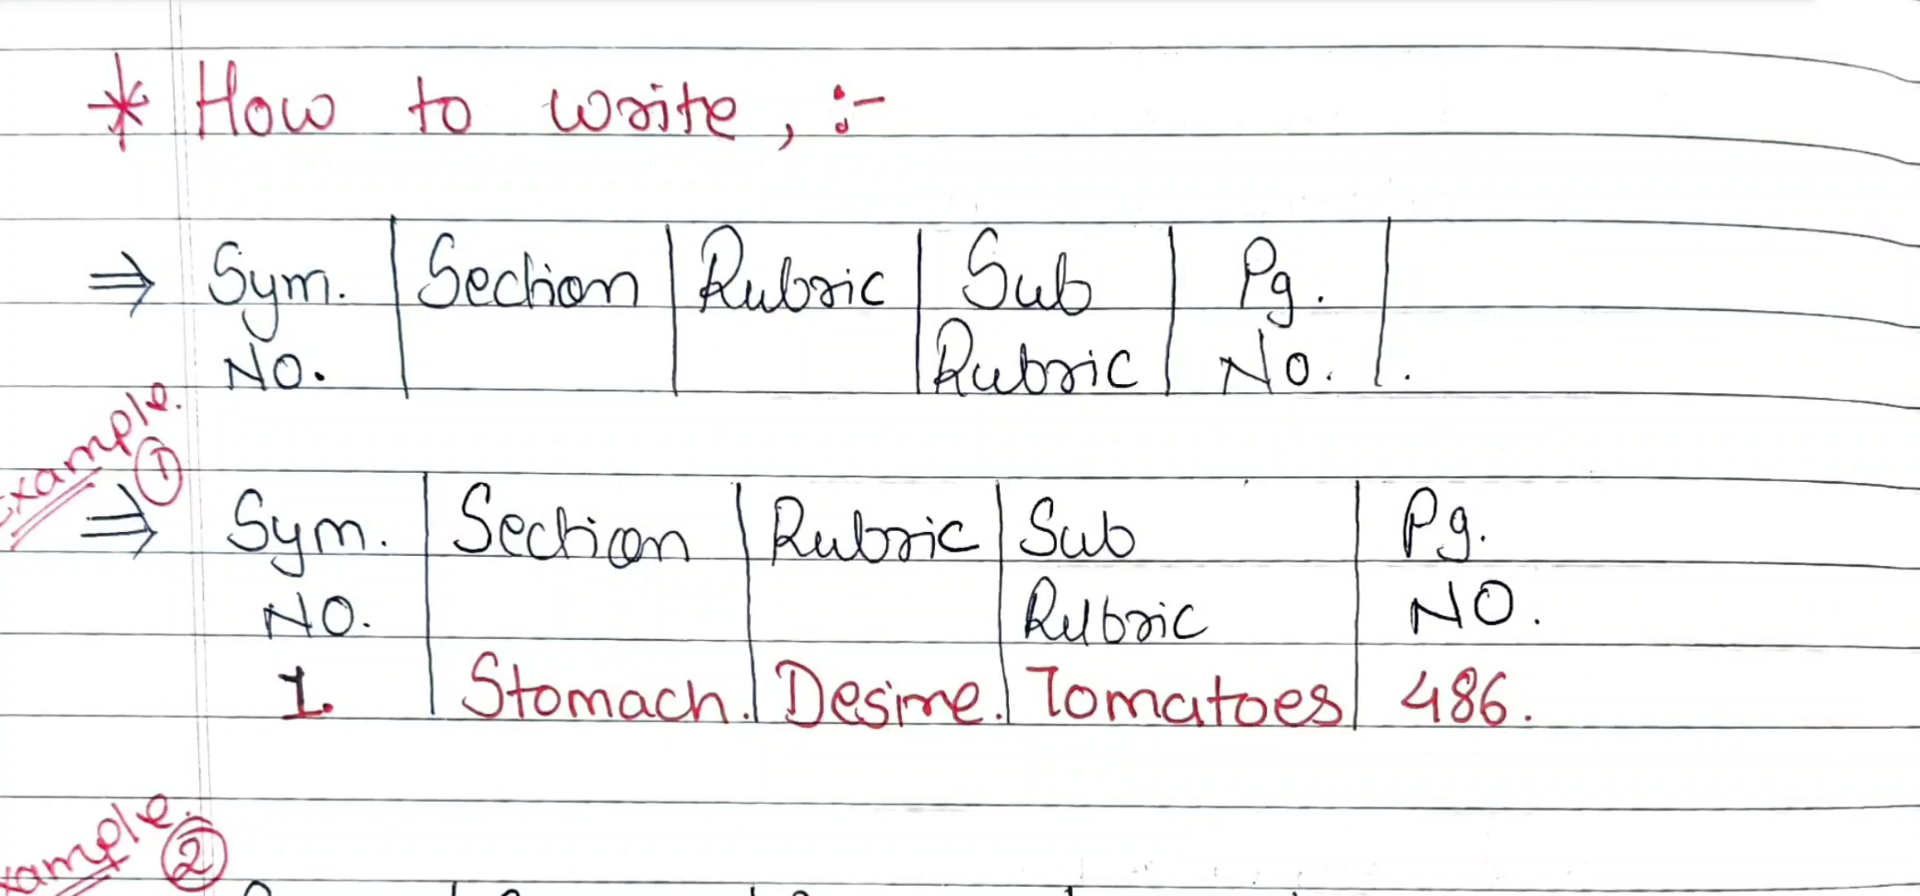 * How to write, :-
⇒ Sym. Section Rubric Sub Pg.
No. Rubric No.
Example. ①
⇒ Sym. Section Rubric Sub Pg.
NO. Rubric NO.
1. Stomach. Desire. Tomatoes 486.
Example. ②